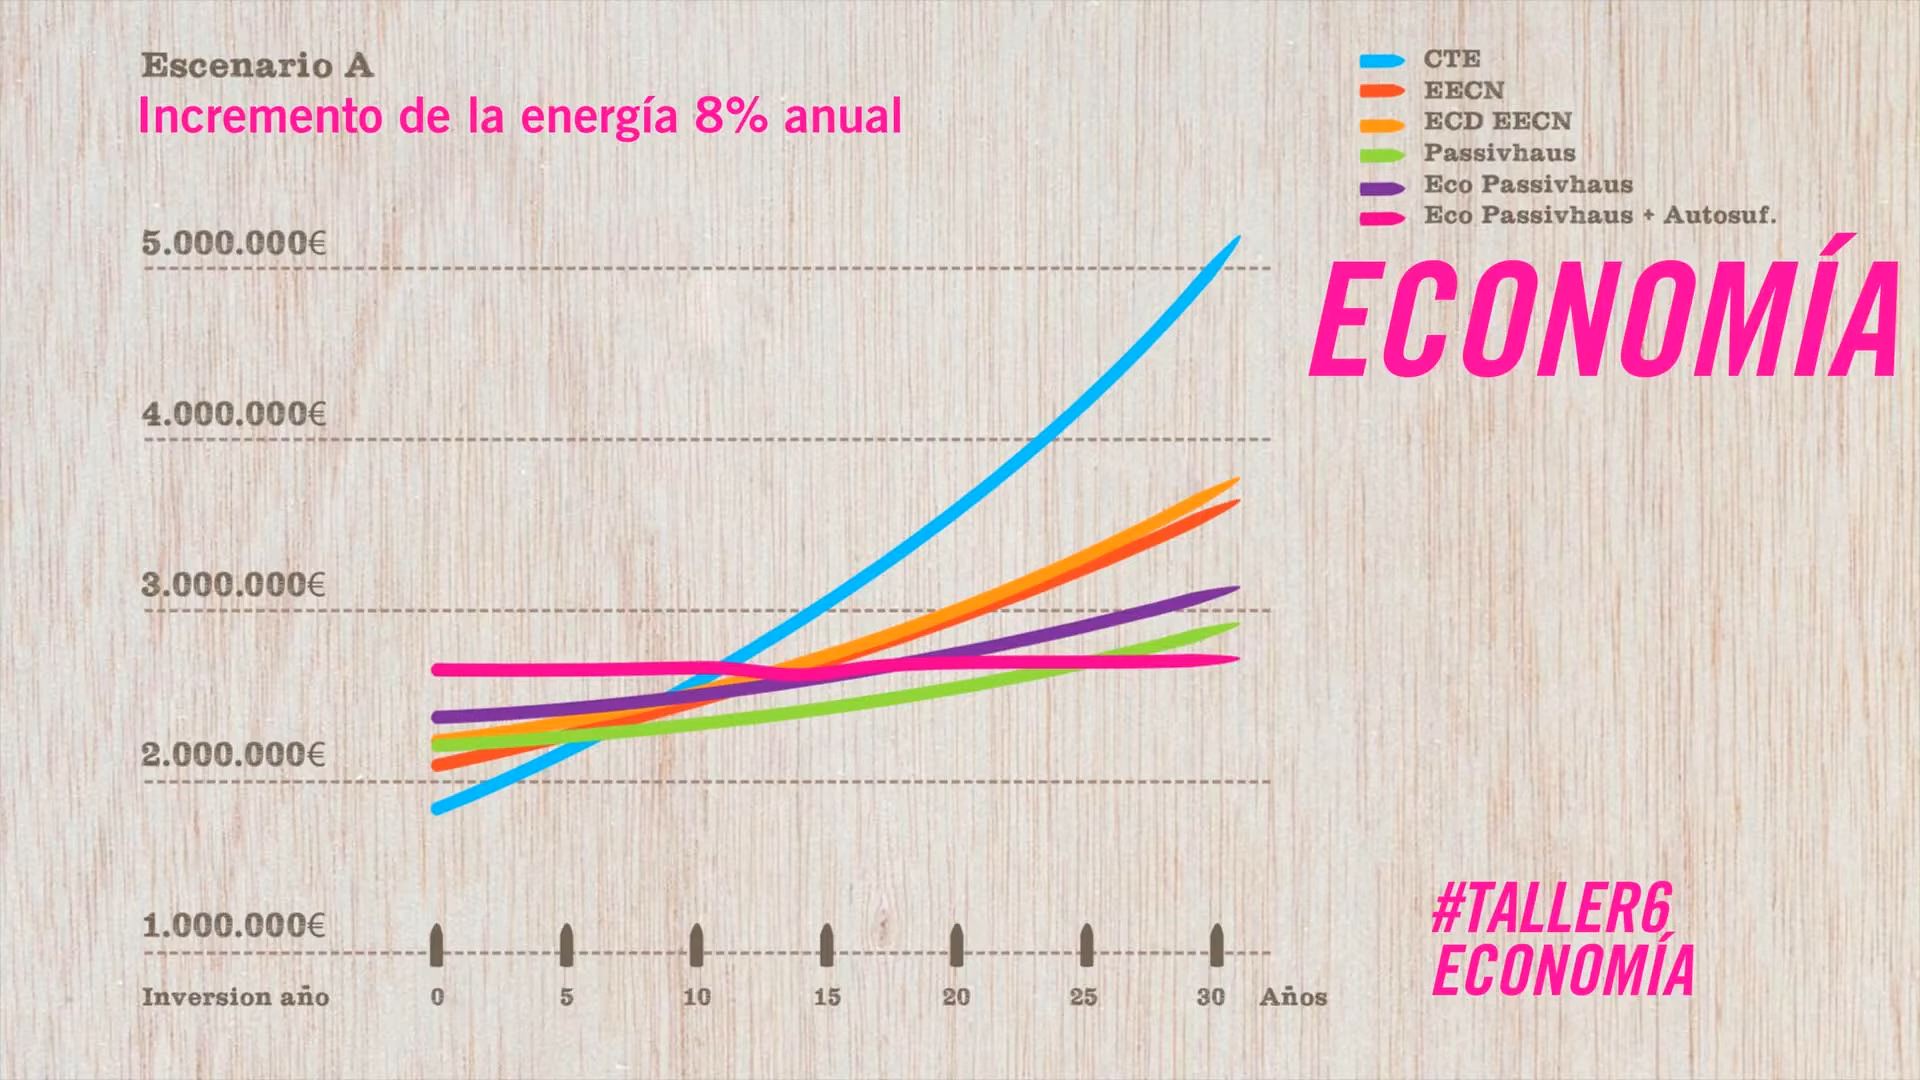 Escenario A
Incremento de la energía 8% anual
CTE
EECN
ECD EECN
Passivhaus
Eco Passivhaus
Eco Passivhaus + Autosuf.
ECONOMÍA
5.000.000€
4.000.000€
3.000.000€
2.000.000€
1.000.000€
Inversion año 0 5 10 15 20 25 30 Años
#TALLER6
ECONOMÍA